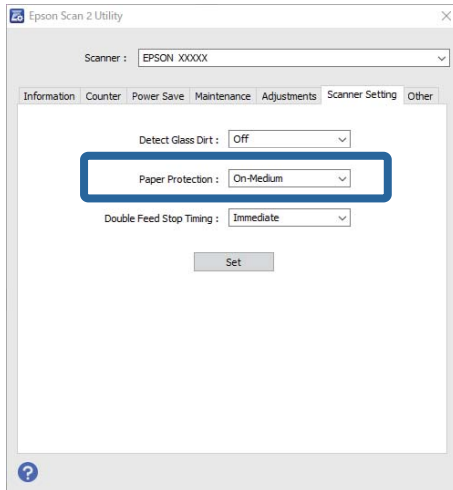 Epson Scan 2 Utility
Scanner : EPSON XXXXX
Information Counter Power Save Maintenance Adjustments Scanner Setting Other
Detect Glass Dirt : Off
Paper Protection : On-Medium
Double Feed Stop Timing : Immediate
Set
?